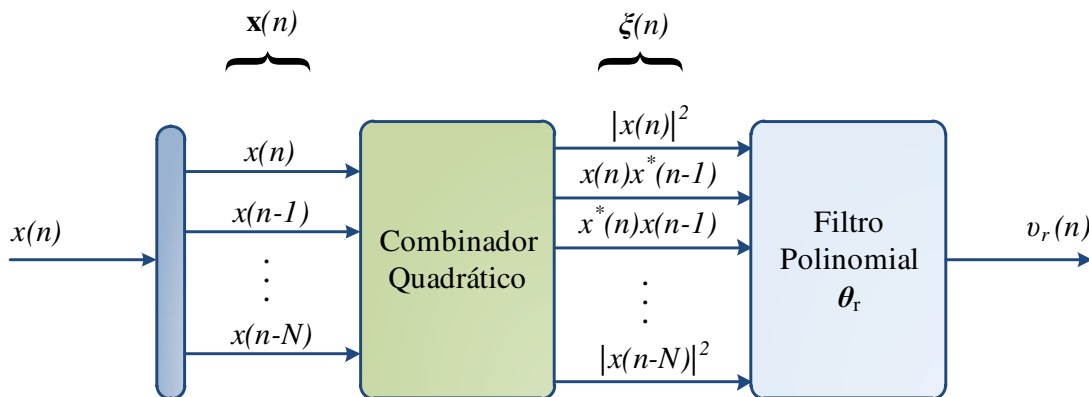 x(n)
ξ(n)
|x(n)|²
x(n)
x(n)x*(n-1)
x(n-1)
x*(n)x(n-1)
x(n)
Combinador
Quadrático
Filtro
Polinomial
θr
υr(n)
x(n-N)
|x(n-N)|²